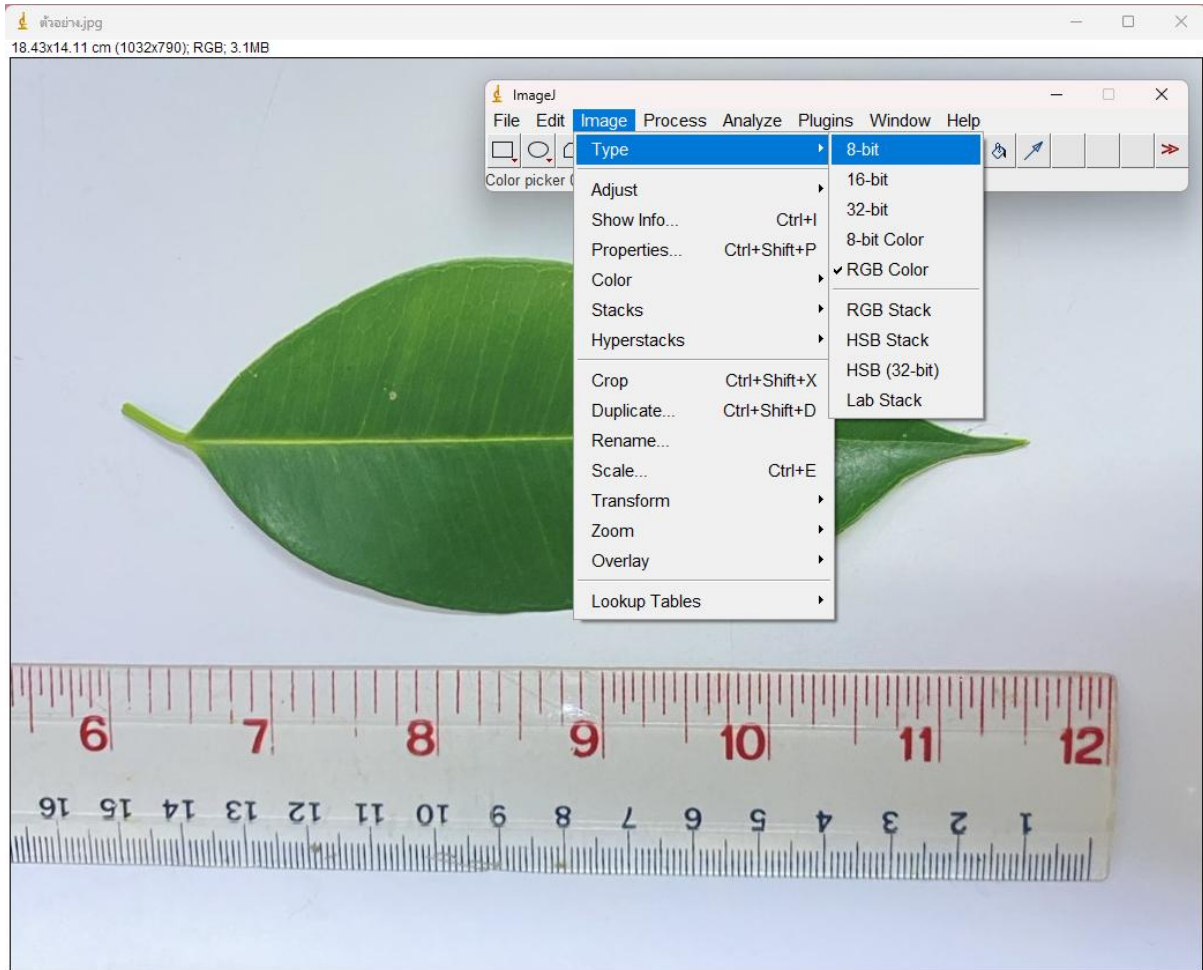 ตัวอย่าง.jpg
18.43x14.11 cm (1032x790); RGB; 3.1MB
ImageJ
File Edit Image Process Analyze Plugins Window Help
Color picker
Type
Adjust
Show Info... Ctrl+I
Properties... Ctrl+Shift+P
Color
Stacks
Hyperstacks
Crop Ctrl+Shift+X
Duplicate... Ctrl+Shift+D
Rename...
Scale... Ctrl+E
Transform
Zoom
Overlay
Lookup Tables
8-bit
16-bit
32-bit
8-bit Color
RGB Color
RGB Stack
HSB Stack
HSB (32-bit)
Lab Stack
6 7 8 9 10 11 12
16 15 14 13 12 11 10 9 8 7 6 5 4 3 2 1